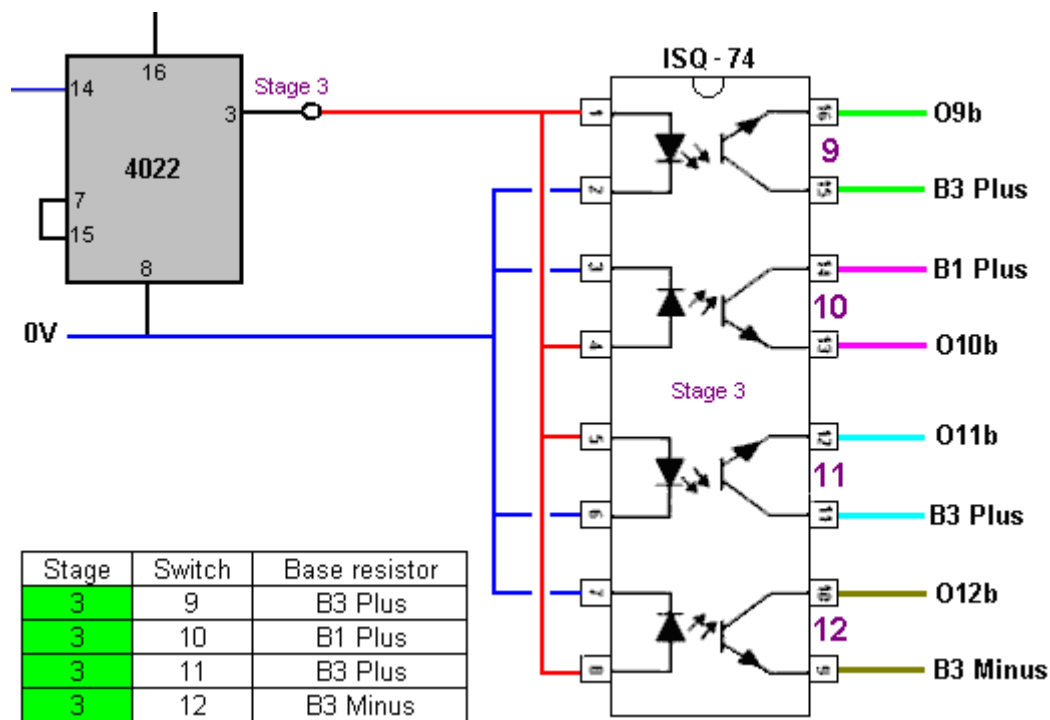 ISQ - 74
16
14
Stage 3
3
4022
7
15
8
0V
1
2
3
4
5
6
7
8
16
15
14
13
12
11
10
9
9
10
Stage 3
11
12
O9b
B3 Plus
B1 Plus
O10b
O11b
B3 Plus
O12b
B3 Minus
Stage Switch Base resistor
3 9 B3 Plus
3 10 B1 Plus
3 11 B3 Plus
3 12 B3 Minus